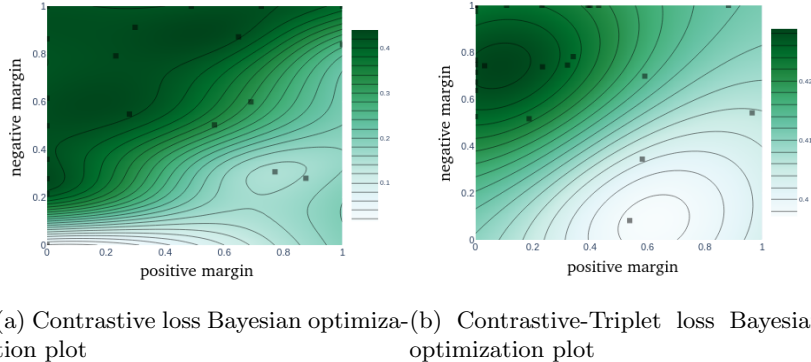 1
0.8
0.6
0.4
0.2
0
0 0.2 0.4 0.6 0.8 1
negative margin
positive margin
0.4
0.3
0.2
0.1
1
0.8
0.6
0.4
0.2
0
0 0.2 0.4 0.6 0.8 1
negative margin
positive margin
0.42
0.41
0.4
(a) Contrastive loss Bayesian optimiza-
tion plot
(b) Contrastive-Triplet loss Bayesia
optimization plot